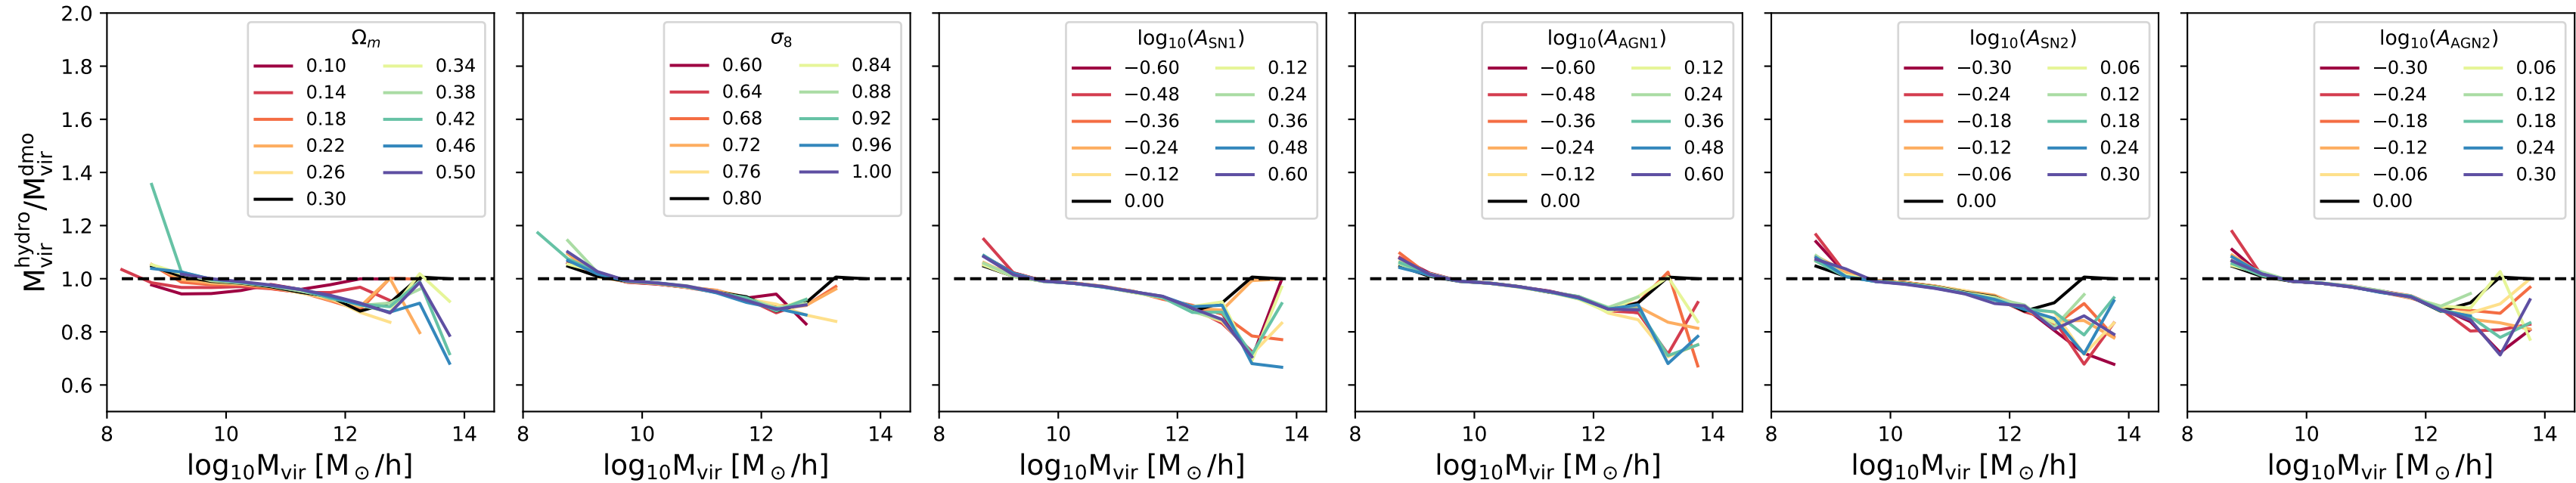 M_vir^hydro/M_vir^dmo
2.0
1.8
1.6
1.4
1.2
1.0
0.8
0.6
Ω_m
0.10 0.34
0.14 0.38
0.18 0.42
0.22 0.46
0.26 0.50
0.30
8 10 12 14
log₁₀M_vir [M_⊙/h]
σ₈
0.60 0.84
0.64 0.88
0.68 0.92
0.72 0.96
0.76 1.00
0.80
8 10 12 14
log₁₀M_vir [M_⊙/h]
log₁₀(A_SN1)
−0.60 0.12
−0.48 0.24
−0.36 0.36
−0.24 0.48
−0.12 0.60
0.00
8 10 12 14
log₁₀M_vir [M_⊙/h]
log₁₀(A_AGN1)
−0.60 0.12
−0.48 0.24
−0.36 0.36
−0.24 0.48
−0.12 0.60
0.00
8 10 12 14
log₁₀M_vir [M_⊙/h]
log₁₀(A_SN2)
−0.30 0.06
−0.24 0.12
−0.18 0.18
−0.12 0.24
−0.06 0.30
0.00
8 10 12 14
log₁₀M_vir [M_⊙/h]
log₁₀(A_AGN2)
−0.30 0.06
−0.24 0.12
−0.18 0.18
−0.12 0.24
−0.06 0.30
0.00
8 10 12 14
log₁₀M_vir [M_⊙/h]